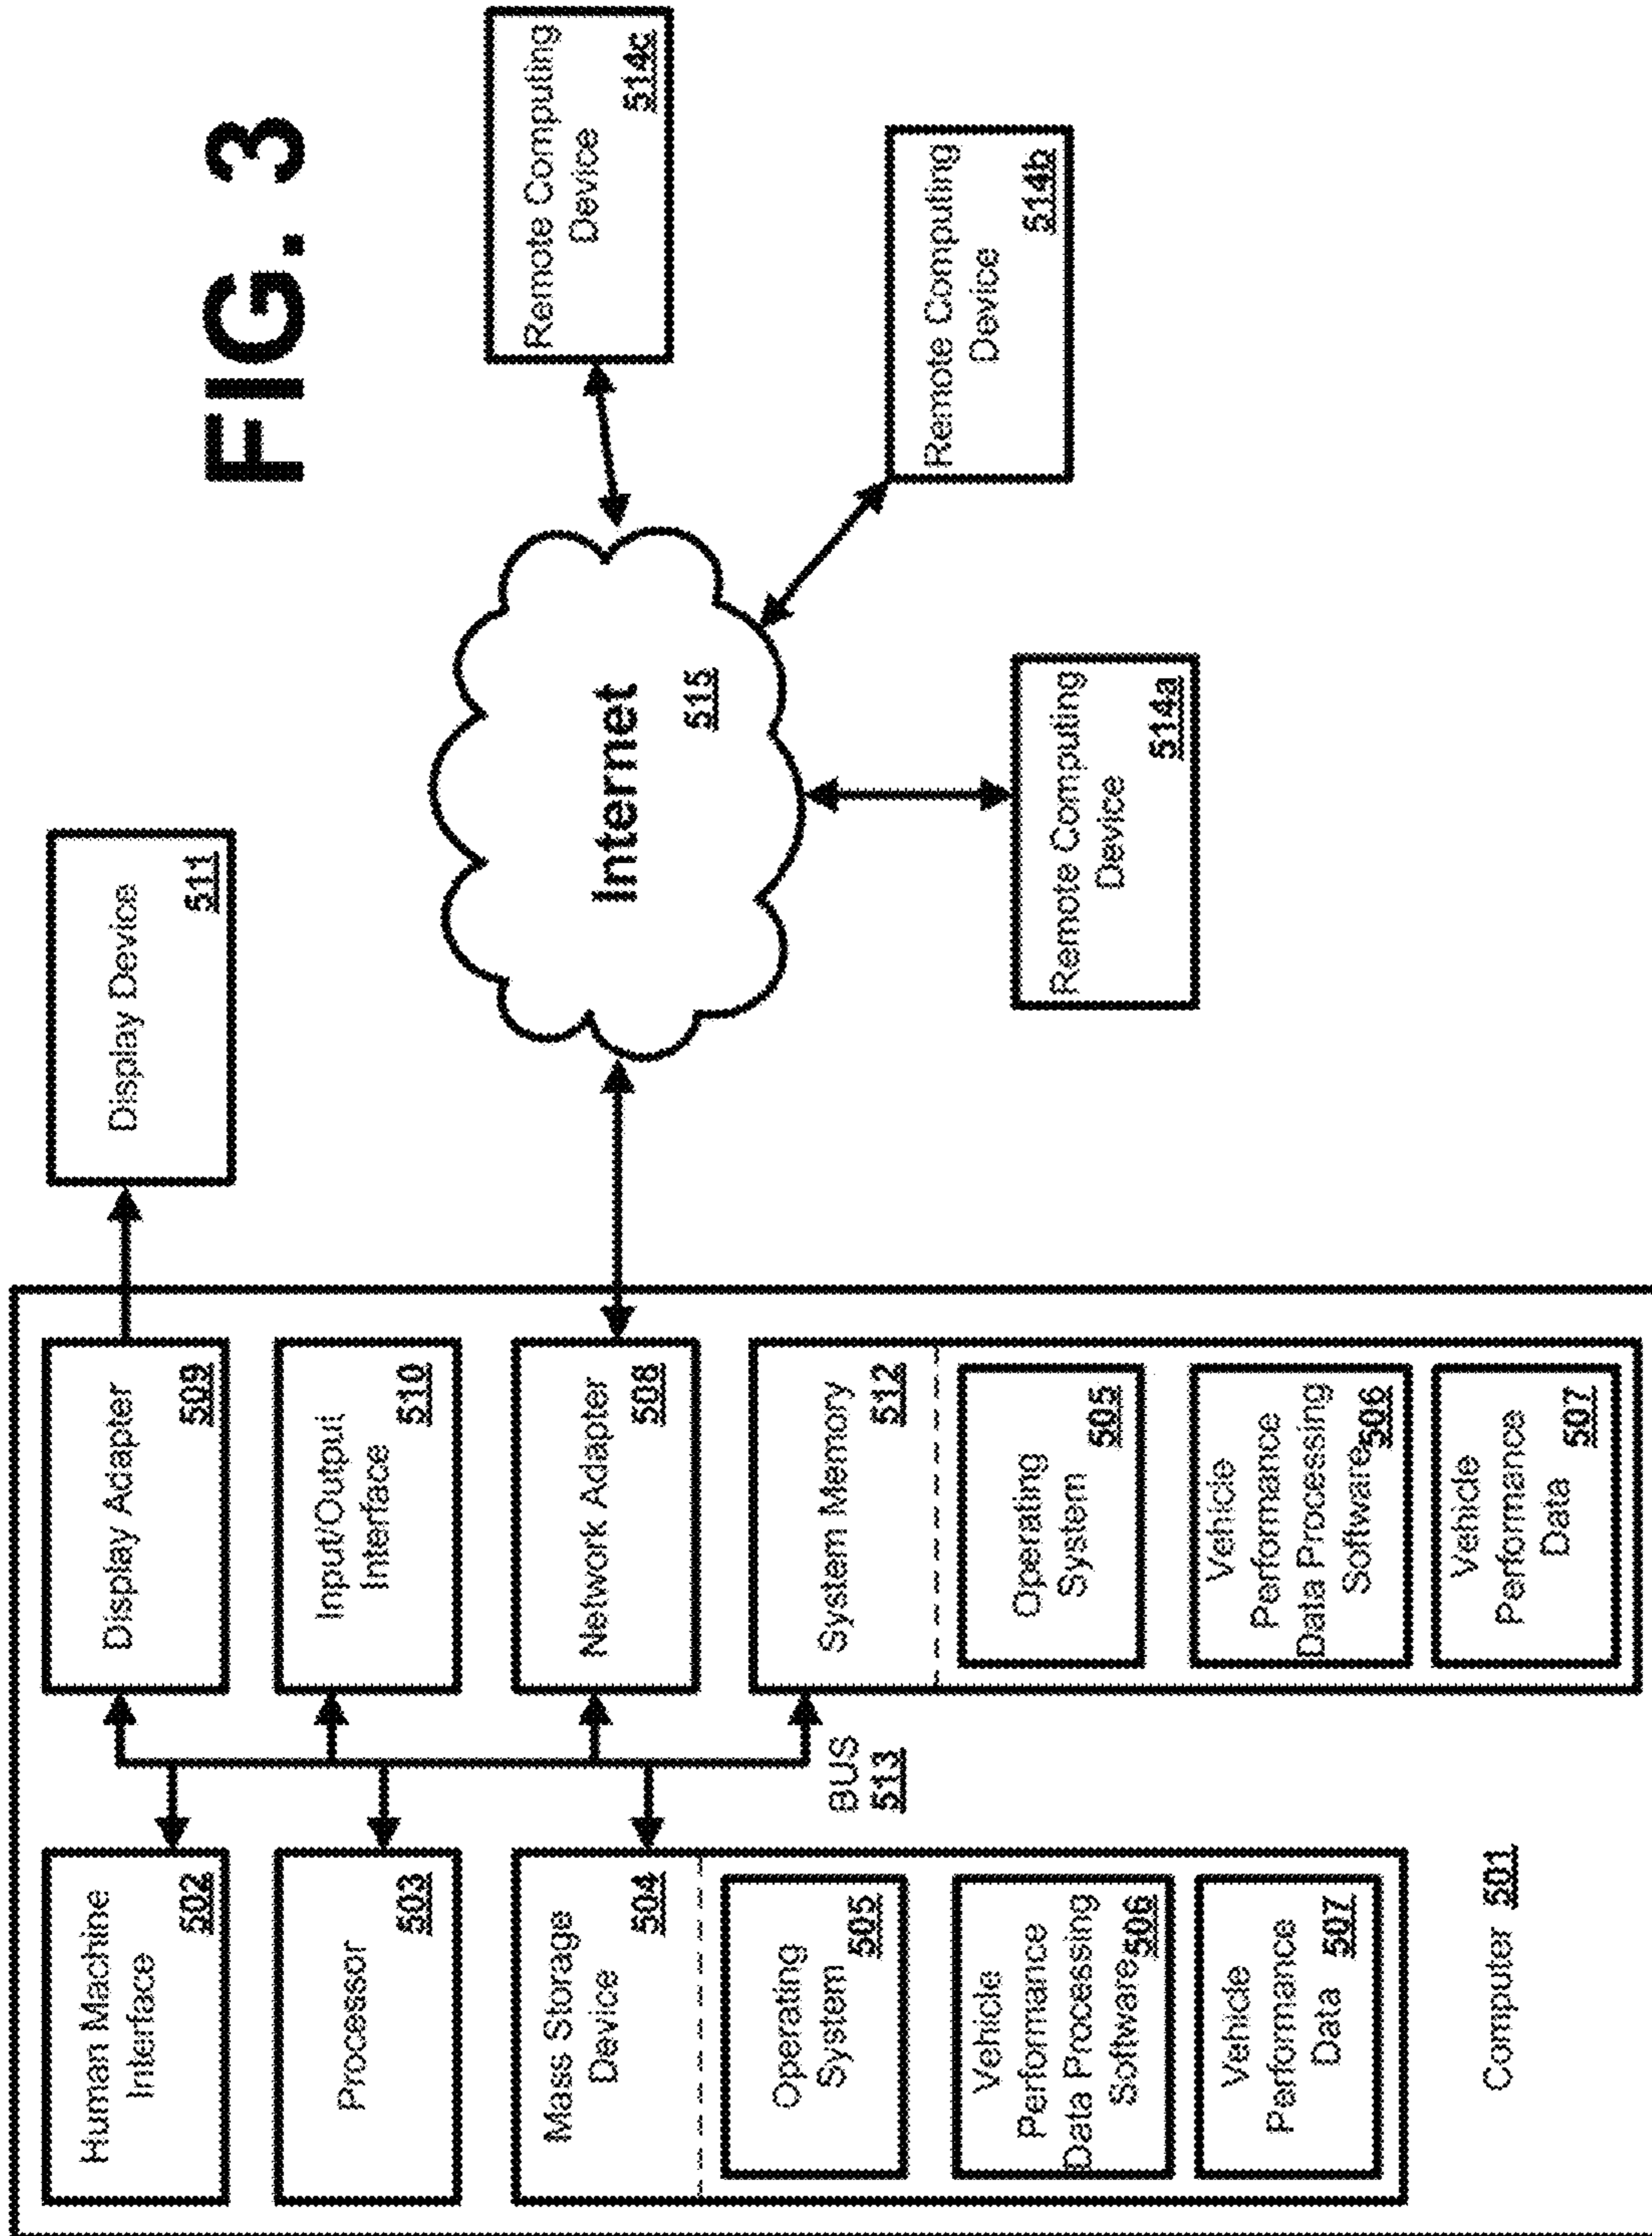 FIG. 3
Human Machine
Interface
502
Processor
503
Mass Storage
Device
504
Operating
System
505
Vehicle
Performance
Data Processing
Software
506
Vehicle
Performance
Data
507
Computer 501
BUS
513
Display Adapter
509
Input/Output
Interface
510
Network Adapter
508
System Memory
512
Operating
System
505
Vehicle
Performance
Data Processing
Software
506
Vehicle
Performance
Data
507
Display Device
511
Internet
515
Remote Computing
Device
514a
Remote Computing
Device
514b
Remote Computing
Device
514c